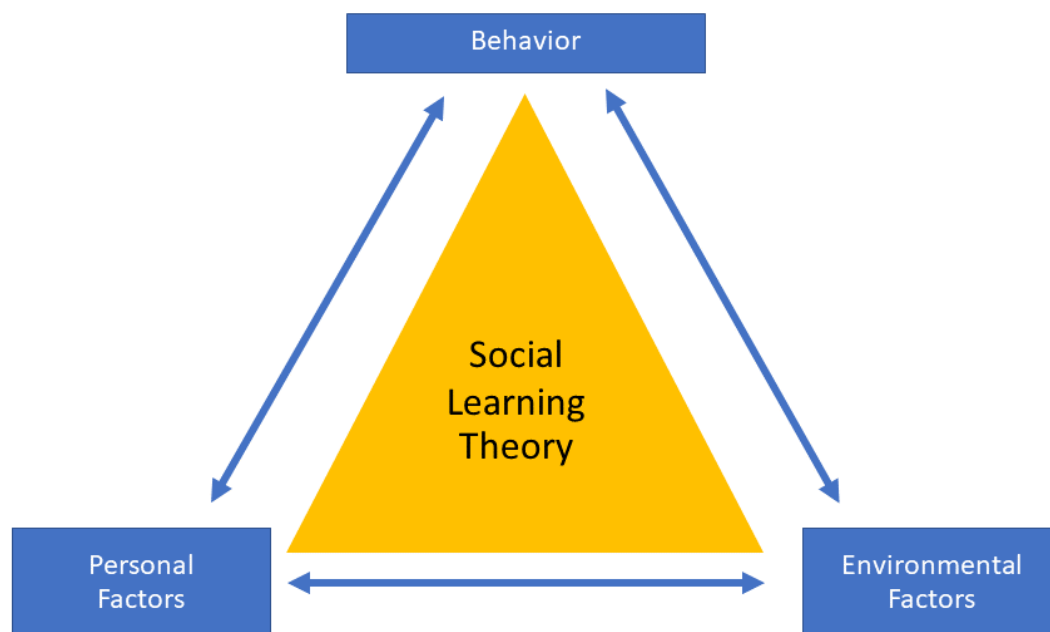 Behavior
Social
Learning
Theory
Personal
Factors
Environmental
Factors